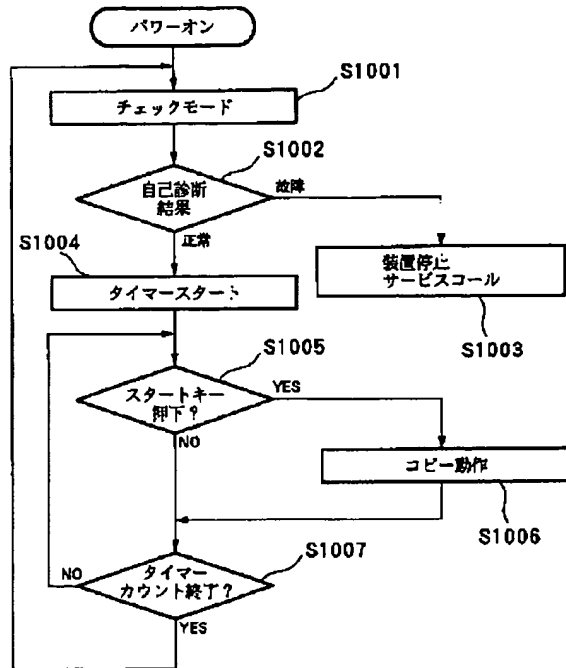 パワーオン
S1001
チェックモード
S1002
自己診断
結果
故障
正常
S1004
装置停止
サービスコール
タイマースタート
S1003
S1005
スタートキー
押下?
YES
NO
コピー動作
S1006
S1007
タイマー
カウント終了?
NO
YES